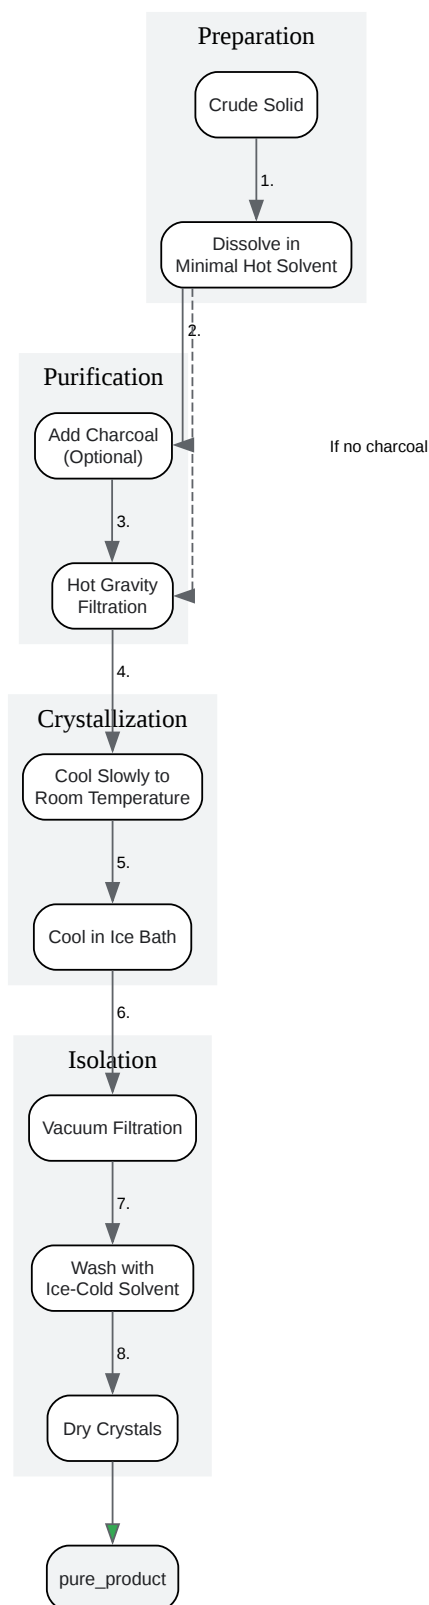 Preparation
Crude Solid
1.
Dissolve in
Minimal Hot Solvent
2.
Purification
Add Charcoal
(Optional)
If no charcoal
3.
Hot Gravity
Filtration
4.
Crystallization
Cool Slowly to
Room Temperature
5.
Cool in Ice Bath
6.
Isolation
Vacuum Filtration
7.
Wash with
Ice-Cold Solvent
8.
Dry Crystals
pure_product